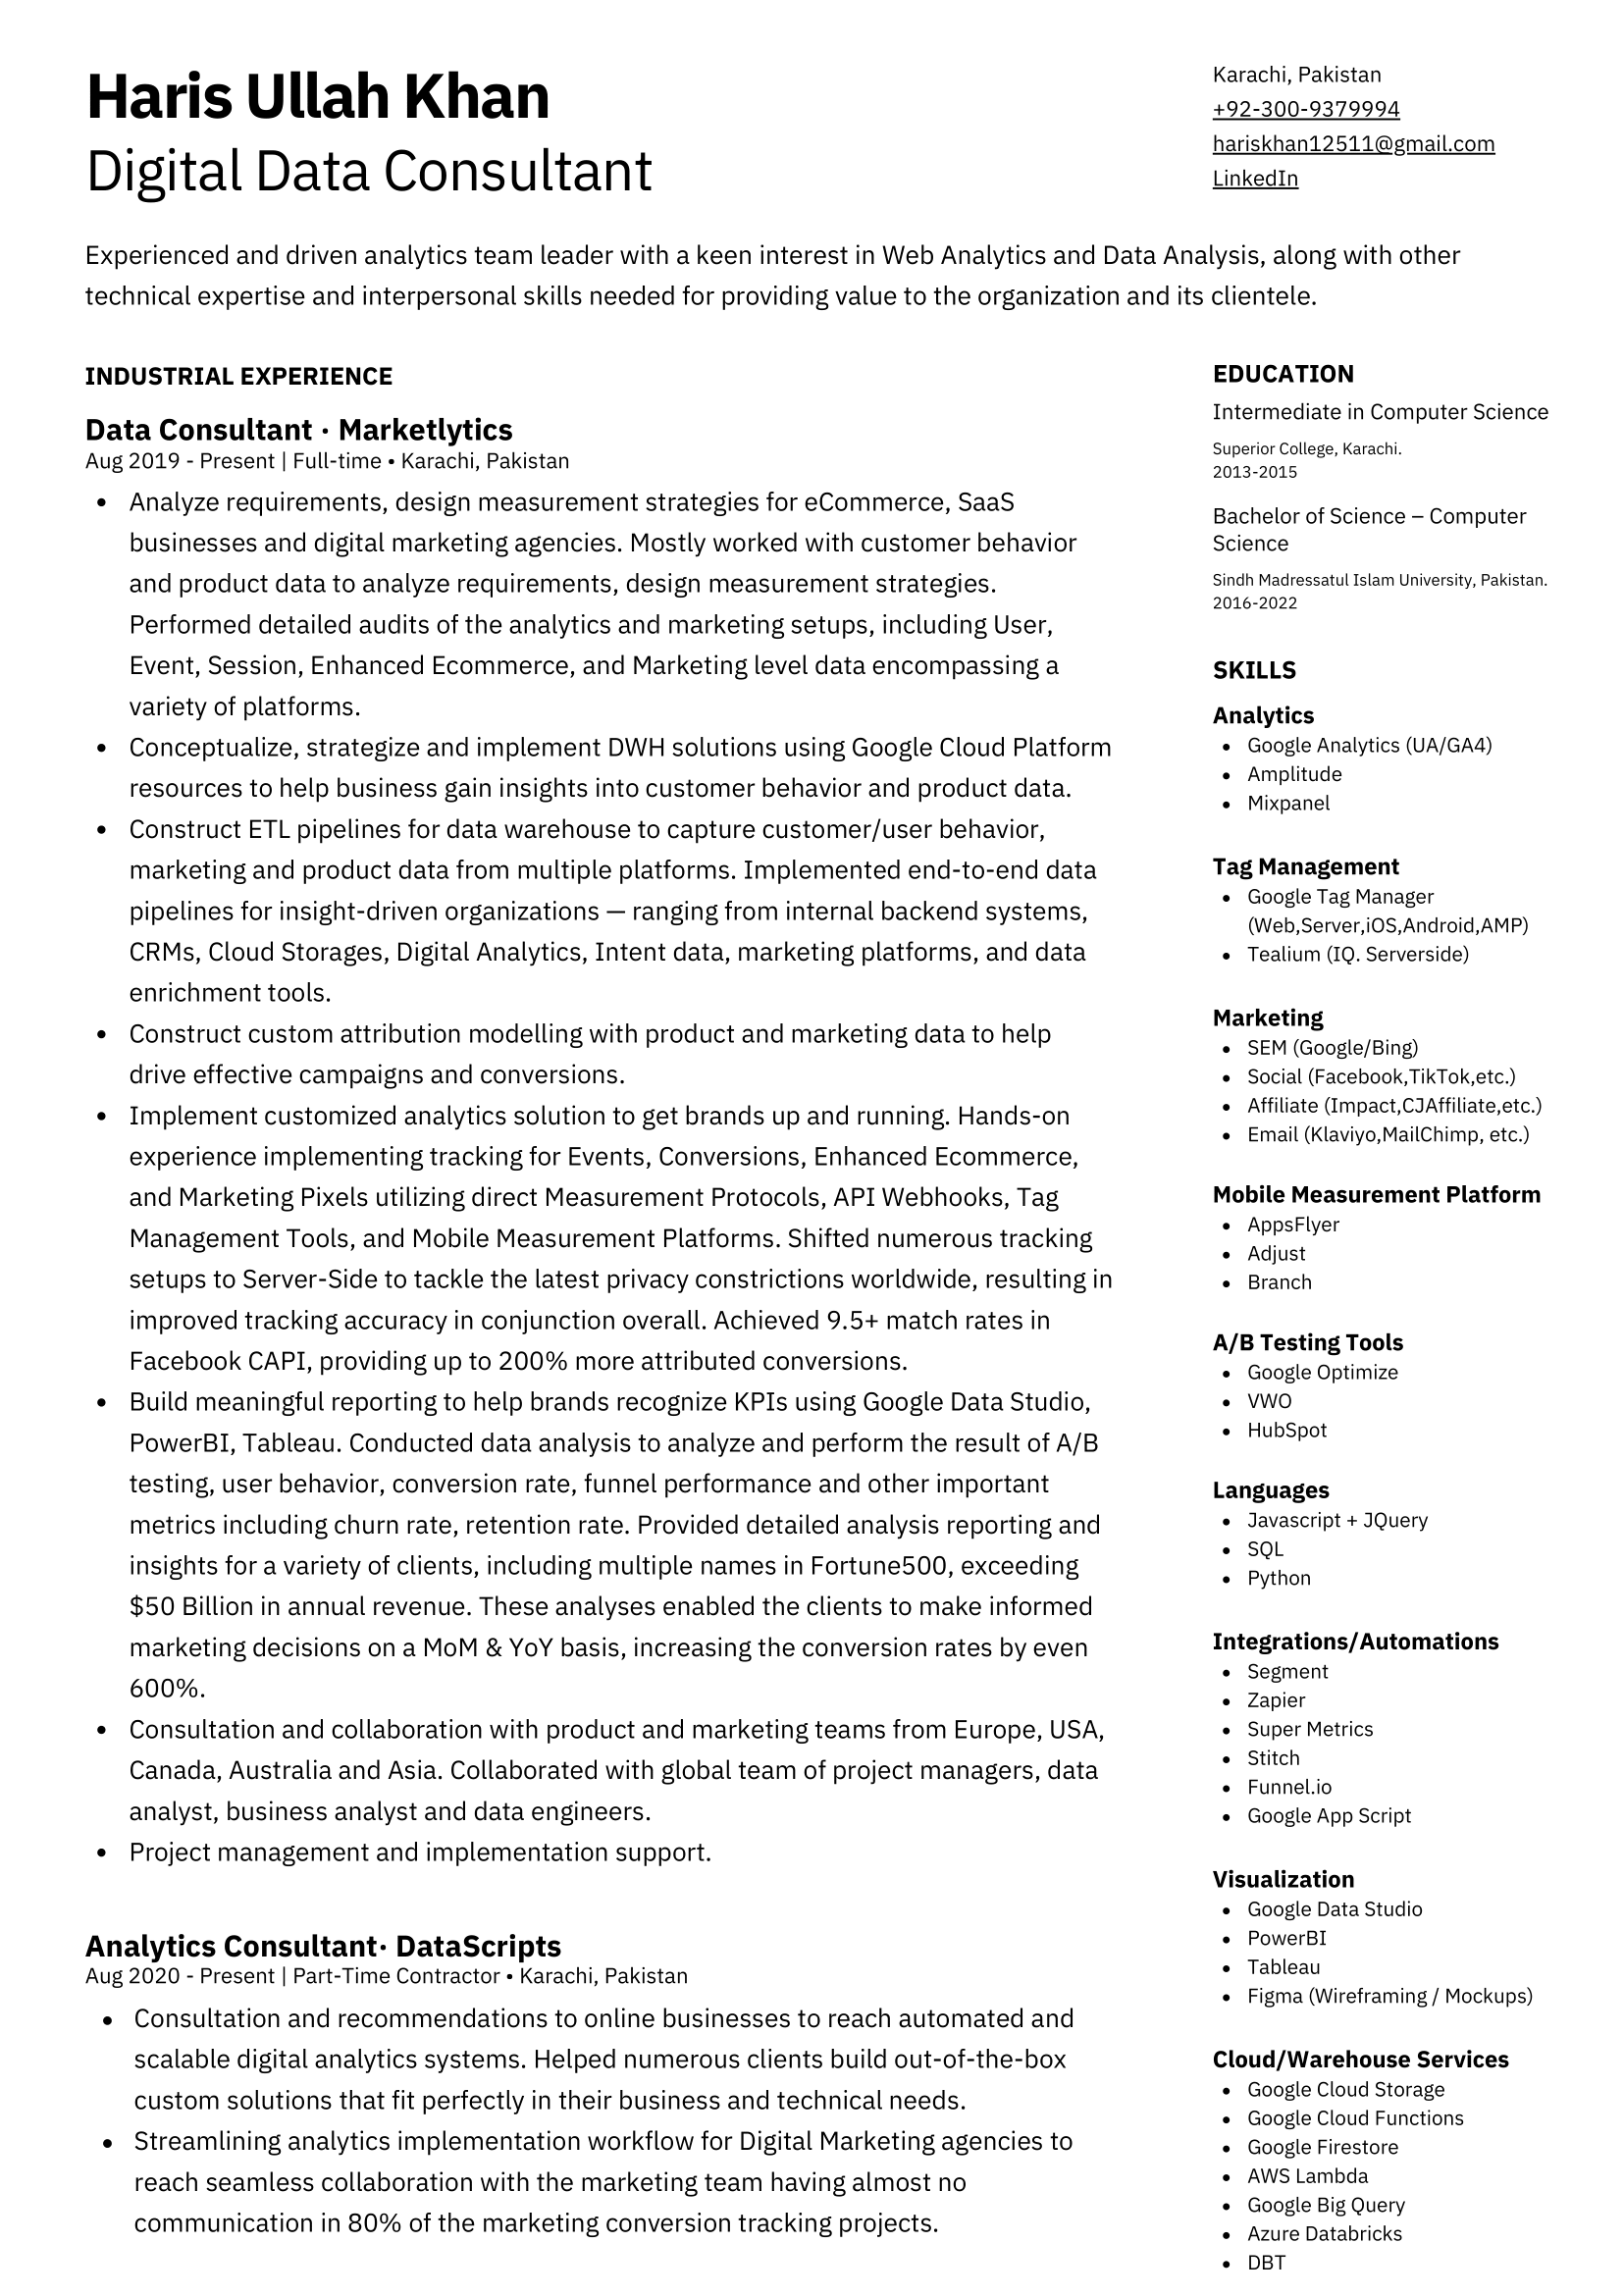 Haris Ullah Khan
Digital Data Consultant
Karachi, Pakistan
+92-300-9379994
hariskhan12511@gmail.com
LinkedIn
Experienced and driven analytics team leader with a keen interest in Web Analytics and Data Analysis, along with other
technical expertise and interpersonal skills needed for providing value to the organization and its clientele.
INDUSTRIAL EXPERIENCE
Data Consultant · Marketlytics
Aug 2019 - Present | Full-time • Karachi, Pakistan
• Analyze requirements, design measurement strategies for eCommerce, SaaS
businesses and digital marketing agencies. Mostly worked with customer behavior
and product data to analyze requirements, design measurement strategies.
Performed detailed audits of the analytics and marketing setups, including User,
Event, Session, Enhanced Ecommerce, and Marketing level data encompassing a
variety of platforms.
• Conceptualize, strategize and implement DWH solutions using Google Cloud Platform
resources to help business gain insights into customer behavior and product data.
• Construct ETL pipelines for data warehouse to capture customer/user behavior,
marketing and product data from multiple platforms. Implemented end-to-end data
pipelines for insight-driven organizations — ranging from internal backend systems,
CRMs, Cloud Storages, Digital Analytics, Intent data, marketing platforms, and data
enrichment tools.
• Construct custom attribution modelling with product and marketing data to help
drive effective campaigns and conversions.
• Implement customized analytics solution to get brands up and running. Hands-on
experience implementing tracking for Events, Conversions, Enhanced Ecommerce,
and Marketing Pixels utilizing direct Measurement Protocols, API Webhooks, Tag
Management Tools, and Mobile Measurement Platforms. Shifted numerous tracking
setups to Server-Side to tackle the latest privacy constrictions worldwide, resulting in
improved tracking accuracy in conjunction overall. Achieved 9.5+ match rates in
Facebook CAPI, providing up to 200% more attributed conversions.
• Build meaningful reporting to help brands recognize KPIs using Google Data Studio,
PowerBI, Tableau. Conducted data analysis to analyze and perform the result of A/B
testing, user behavior, conversion rate, funnel performance and other important
metrics including churn rate, retention rate. Provided detailed analysis reporting and
insights for a variety of clients, including multiple names in Fortune500, exceeding
$50 Billion in annual revenue. These analyses enabled the clients to make informed
marketing decisions on a MoM & YoY basis, increasing the conversion rates by even
600%.
• Consultation and collaboration with product and marketing teams from Europe, USA,
Canada, Australia and Asia. Collaborated with global team of project managers, data
analyst, business analyst and data engineers.
• Project management and implementation support.
Analytics Consultant· DataScripts
Aug 2020 - Present | Part-Time Contractor • Karachi, Pakistan
• Consultation and recommendations to online businesses to reach automated and
scalable digital analytics systems. Helped numerous clients build out-of-the-box
custom solutions that fit perfectly in their business and technical needs.
• Streamlining analytics implementation workflow for Digital Marketing agencies to
reach seamless collaboration with the marketing team having almost no
communication in 80% of the marketing conversion tracking projects.
EDUCATION
Intermediate in Computer Science
Superior College, Karachi.
2013-2015
Bachelor of Science – Computer
Science
Sindh Madressatul Islam University, Pakistan.
2016-2022
SKILLS
Analytics
• Google Analytics (UA/GA4)
• Amplitude
• Mixpanel
Tag Management
• Google Tag Manager
(Web,Server,iOS,Android,AMP)
• Tealium (IQ. Serverside)
Marketing
• SEM (Google/Bing)
• Social (Facebook,TikTok,etc.)
• Affiliate (Impact,CJAffiliate,etc.)
• Email (Klaviyo,MailChimp, etc.)
Mobile Measurement Platform
• AppsFlyer
• Adjust
• Branch
A/B Testing Tools
• Google Optimize
• VWO
• HubSpot
Languages
• Javascript + JQuery
• SQL
• Python
Integrations/Automations
• Segment
• Zapier
• Super Metrics
• Stitch
• Funnel.io
• Google App Script
Visualization
• Google Data Studio
• PowerBI
• Tableau
• Figma (Wireframing / Mockups)
Cloud/Warehouse Services
• Google Cloud Storage
• Google Cloud Functions
• Google Firestore
• AWS Lambda
• Google Big Query
• Azure Databricks
• DBT